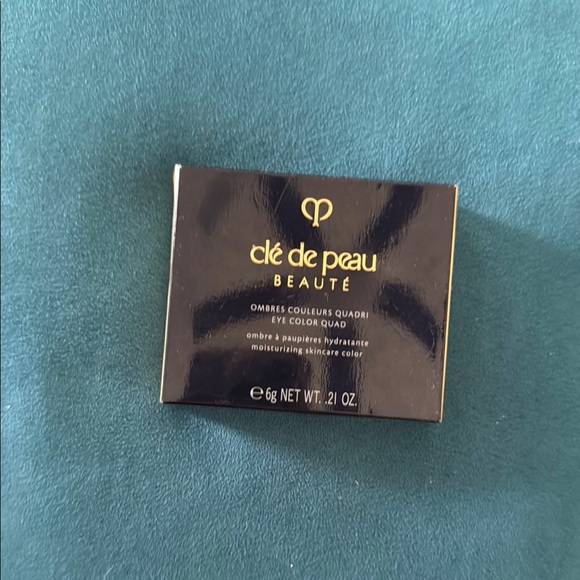 clé de peau
BEAUTÉ
OMBRES COULEURS QUADRI
EYE COLOR QUAD
ombre à paupières hydratante
moisturizing skincare color
℮ 6g NET WT. .21 OZ.